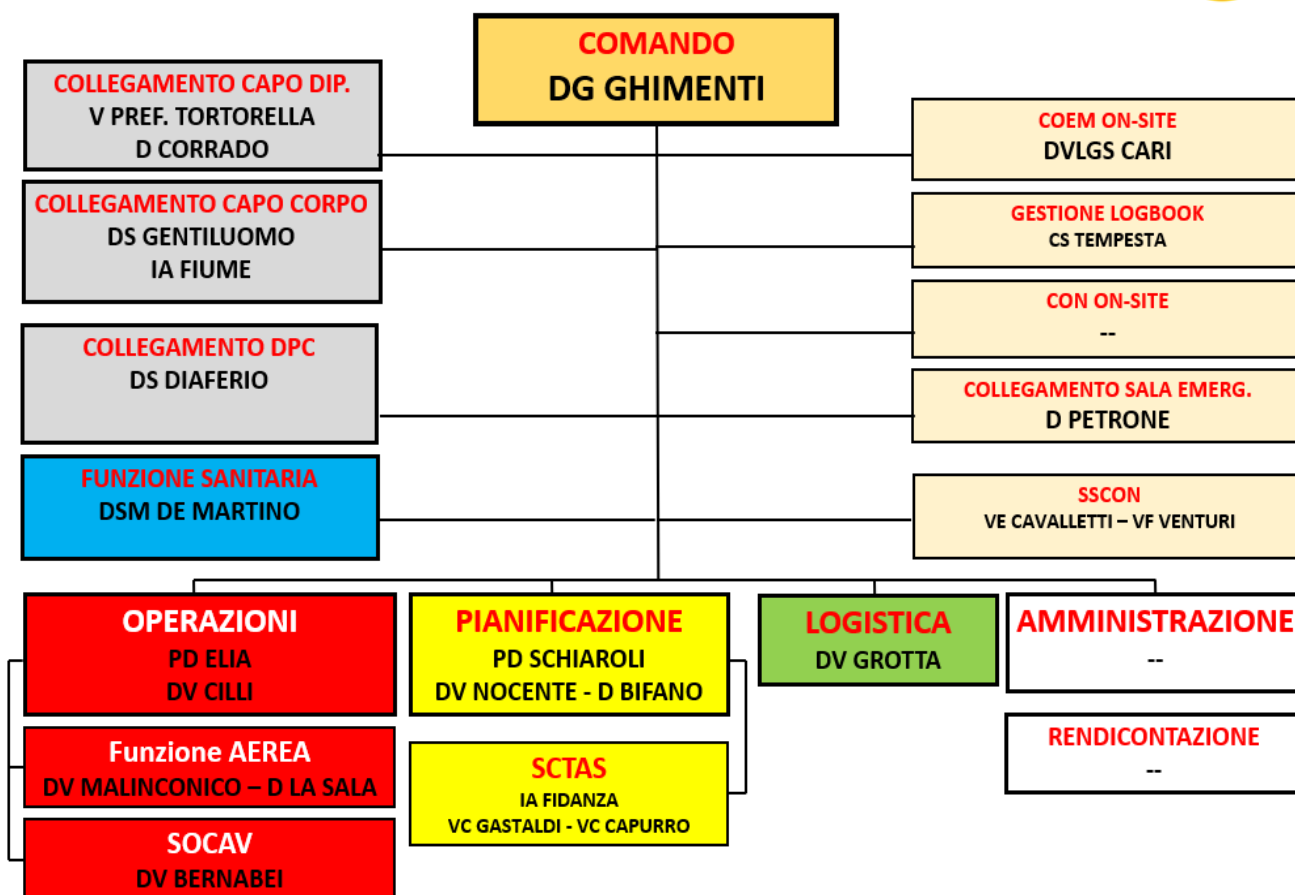 COMANDO
DG GHIMENTI
COLLEGAMENTO CAPO DIP.
V PREF. TORTORELLA
D CORRADO
COLLEGAMENTO CAPO CORPO
DS GENTILUOMO
IA FIUME
COLLEGAMENTO DPC
DS DIAFERIO
FUNZIONE SANITARIA
DSM DE MARTINO
COEM ON-SITE
DVLGS CARI
GESTIONE LOGBOOK
CS TEMPESTA
CON ON-SITE
--
COLLEGAMENTO SALA EMERG.
D PETRONE
SSCON
VE CAVALLETTI – VF VENTURI
OPERAZIONI
PD ELIA
DV CILLI
Funzione AEREA
DV MALINCONICO – D LA SALA
SOCAV
DV BERNABEI
PIANIFICAZIONE
PD SCHIAROLI
DV NOCENTE - D BIFANO
SCTAS
IA FIDANZA
VC GASTALDI - VC CAPURRO
LOGISTICA
DV GROTTA
AMMINISTRAZIONE
--
RENDICONTAZIONE
--